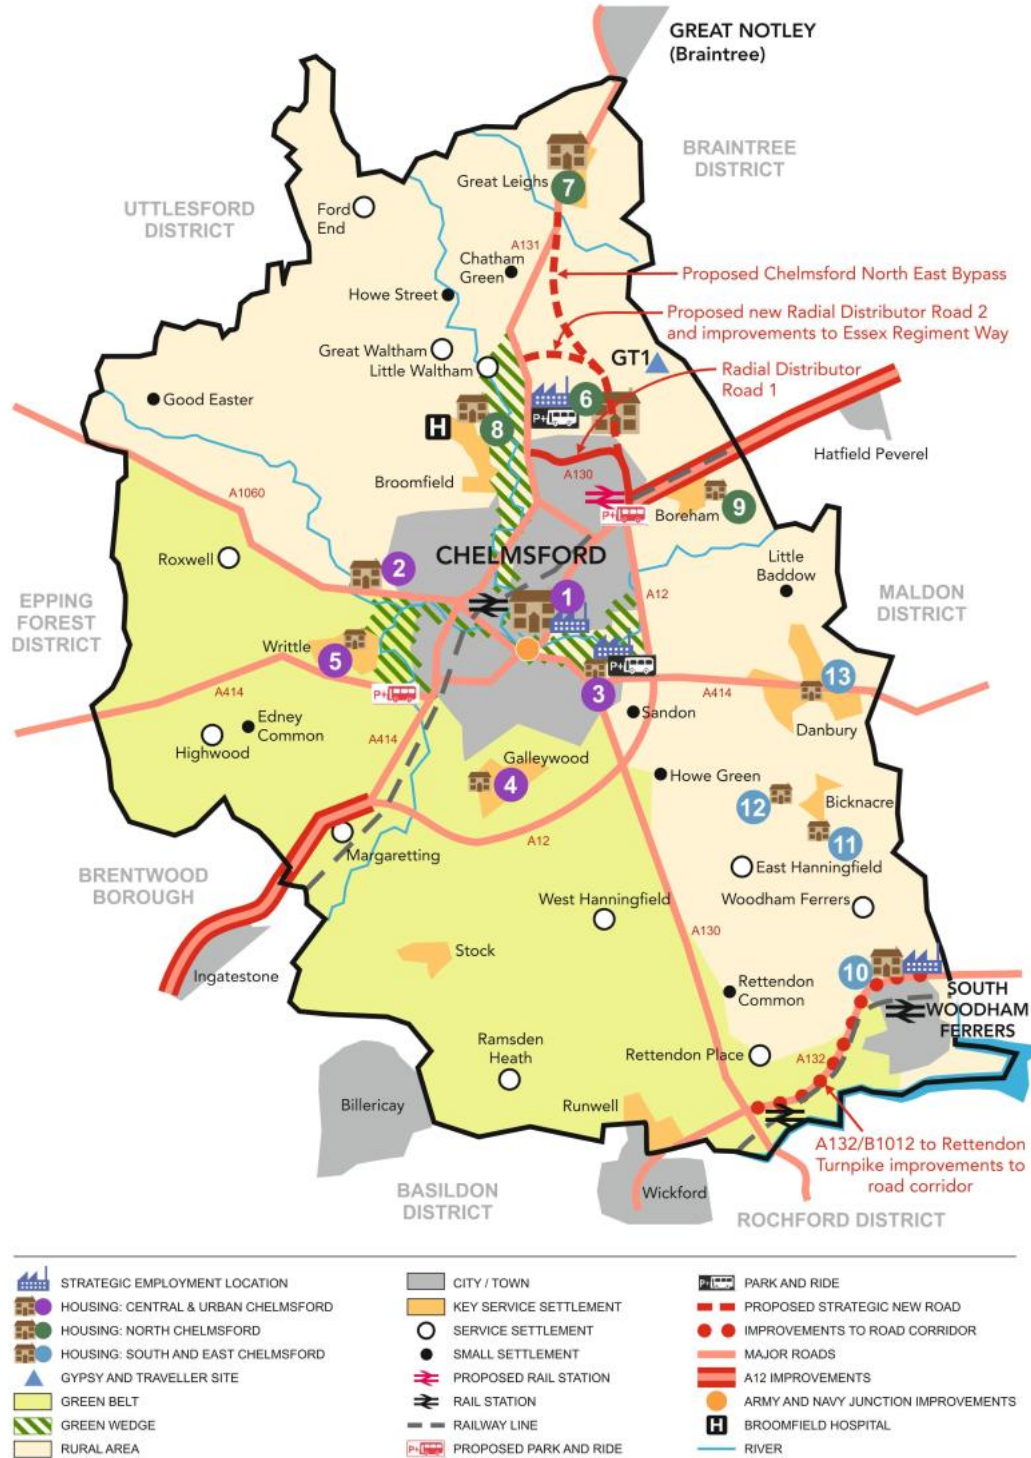 GREAT NOTLEY
(Braintree)
BRAINTREE
DISTRICT
Great Leighs
7
UTTLESFORD
DISTRICT
Ford
End
A131
Chatham
Green
Proposed Chelmsford North East Bypass
Howe Street
Proposed new Radial Distributor Road 2
and improvements to Essex Regiment Way
Great Waltham
Little Waltham
GT1
Radial Distributor
Road 1
Good Easter
6
P+
H
8
Hatfield Peverel
A130
Broomfield
A1060
9
P+
Boreham
CHELMSFORD
Roxwell
2
Little
Baddow
EPPING
FOREST
DISTRICT
1
A12
MALDON
DISTRICT
Writtle
5
P+
13
P+
3
A414
A414
Sandon
Edney
Common
Highwood
A414
Danbury
Galleywood
Howe Green
4
12
Bicknacre
11
Margaretting
A12
East Hanningfield
BRENTWOOD
BOROUGH
West Hanningfield
Woodham Ferrers
A130
Stock
10
Ingatestone
Rettendon
Common
SOUTH
WOODHAM
FERRERS
Ramsden
Heath
Rettendon Place
A132
Billericay
Runwell
A132/B1012 to Rettendon
Turnpike improvements to
road corridor
BASILDON
DISTRICT
Wickford
ROCHFORD DISTRICT
STRATEGIC EMPLOYMENT LOCATION
HOUSING: CENTRAL & URBAN CHELMSFORD
HOUSING: NORTH CHELMSFORD
HOUSING: SOUTH AND EAST CHELMSFORD
GYPSY AND TRAVELLER SITE
GREEN BELT
GREEN WEDGE
RURAL AREA
CITY / TOWN
KEY SERVICE SETTLEMENT
SERVICE SETTLEMENT
SMALL SETTLEMENT
PROPOSED RAIL STATION
RAIL STATION
RAILWAY LINE
P+ PROPOSED PARK AND RIDE
P+ PARK AND RIDE
PROPOSED STRATEGIC NEW ROAD
IMPROVEMENTS TO ROAD CORRIDOR
MAJOR ROADS
A12 IMPROVEMENTS
ARMY AND NAVY JUNCTION IMPROVEMENTS
H BROOMFIELD HOSPITAL
RIVER